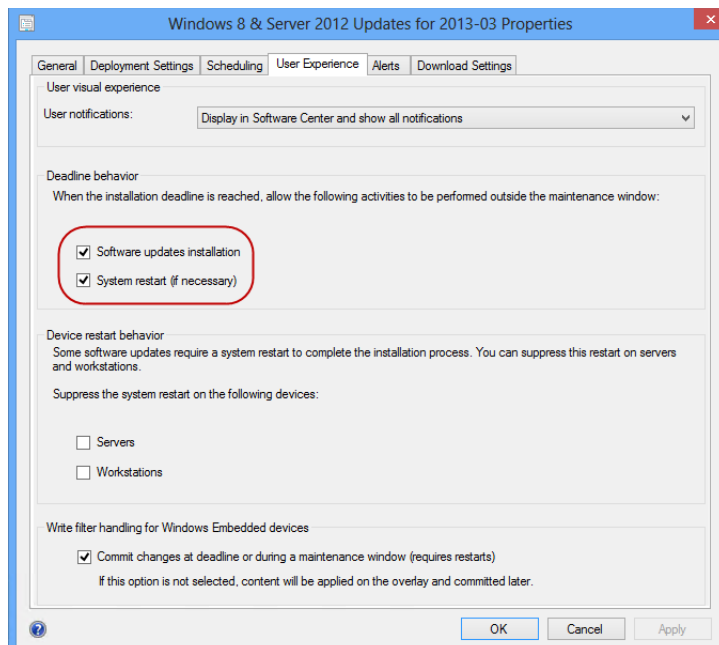 Windows 8 & Server 2012 Updates for 2013-03 Properties
General
Deployment Settings
Scheduling
User Experience
Alerts
Download Settings
User visual experience
User notifications:
Display in Software Center and show all notifications
Deadline behavior
When the installation deadline is reached, allow the following activities to be performed outside the maintenance window:
Software updates installation
System restart (if necessary)
Device restart behavior
Some software updates require a system restart to complete the installation process. You can suppress this restart on servers
and workstations.
Suppress the system restart on the following devices:
Servers
Workstations
Write filter handling for Windows Embedded devices
Commit changes at deadline or during a maintenance window (requires restarts)
If this option is not selected, content will be applied on the overlay and committed later.
OK
Cancel
Apply